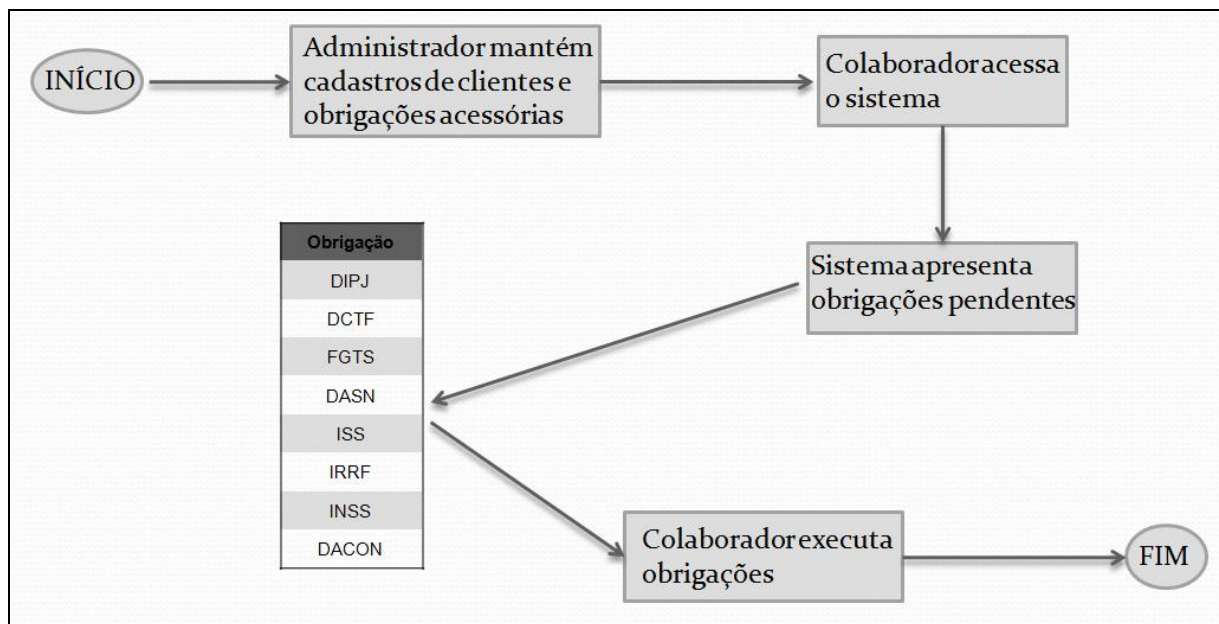 INÍCIO
Administrador mantém
cadastros de clientes e
obrigações acessórias
Colaborador acessa
o sistema
Sistema apresenta
obrigações pendentes
Obrigação
DIPJ
DCTF
FGTS
DASN
ISS
IRRF
INSS
DACON
Colaborador executa
obrigações
FIM